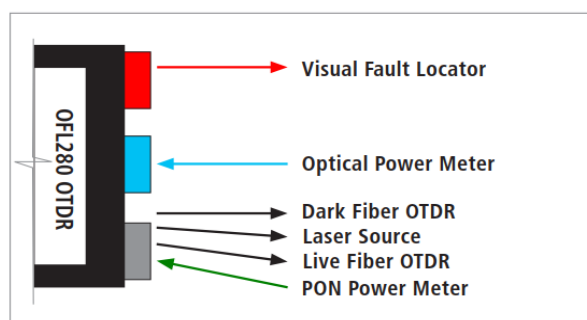 OFL280 OTDR
Visual Fault Locator
Optical Power Meter
Dark Fiber OTDR
Laser Source
Live Fiber OTDR
PON Power Meter